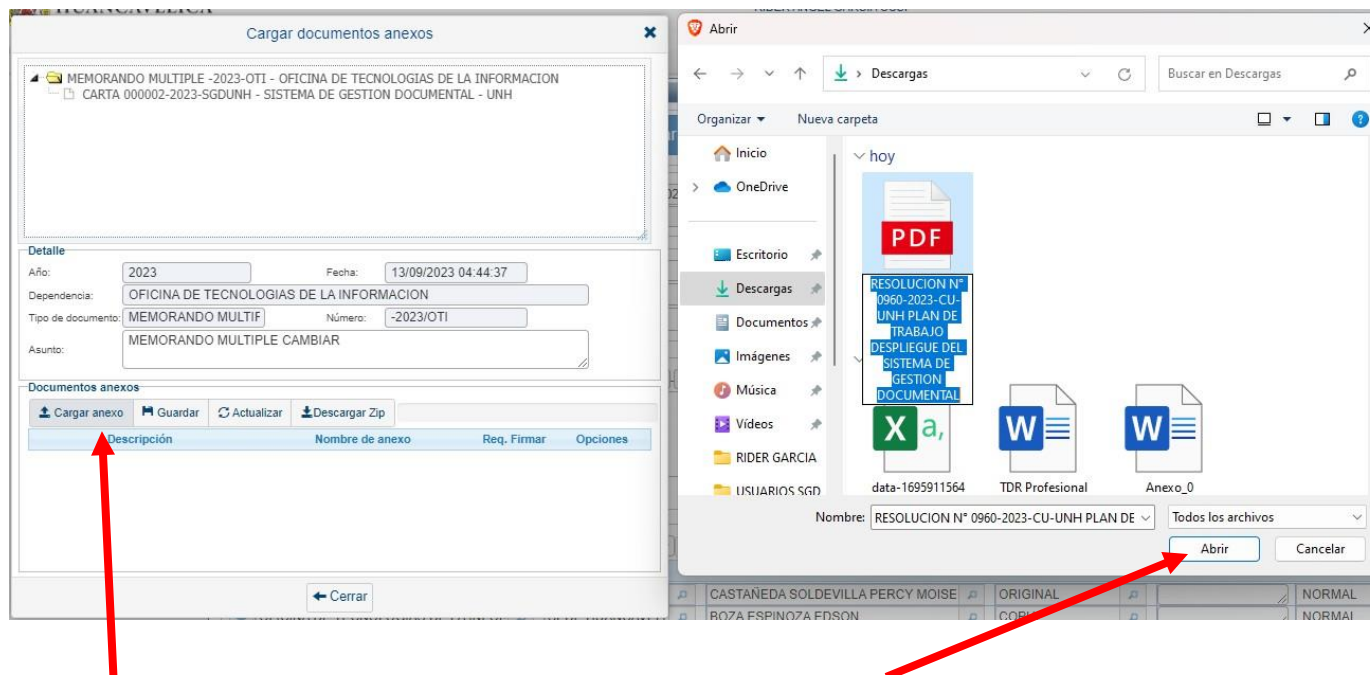 HUANCAVELICA
Cargar documentos anexos
MEMORANDO MULTIPLE -2023-OTI - OFICINA DE TECNOLOGIAS DE LA INFORMACION
CARTA 000002-2023-SGDUNH - SISTEMA DE GESTION DOCUMENTAL - UNH
Detalle
Año: 2023 Fecha: 13/09/2023 04:44:37
Dependencia: OFICINA DE TECNOLOGIAS DE LA INFORMACION
Tipo de documento: MEMORANDO MULTIF Número: -2023/OTI
Asunto: MEMORANDO MULTIPLE CAMBIAR
Documentos anexos
Cargar anexo Guardar Actualizar Descargar Zip
Descripción Nombre de anexo Req. Firmar Opciones
Cerrar
Abrir
Descargas
Buscar en Descargas
Organizar Nueva carpeta
Inicio
OneDrive
Escritorio
Descargas
Documentos
Imágenes
Música
Vídeos
RIDER GARCIA
USUARIOS SGD
hoy
PDF
RESOLUCION N°
0960-2023-CU-
UNH PLAN DE
TRABAJO
DESPLIEGUE DEL
SISTEMA DE
GESTION
DOCUMENTAL
X a,
W
W
data-1695911564 TDR Profesional Anexo_0
Nombre: RESOLUCION N° 0960-2023-CU-UNH PLAN DE Todos los archivos
Abrir Cancelar
CASTAÑEDA SOLDEVILLA PERCY MOISE ORIGINAL NORMAL
BOZA ESPINOZA EDSON NORMAL